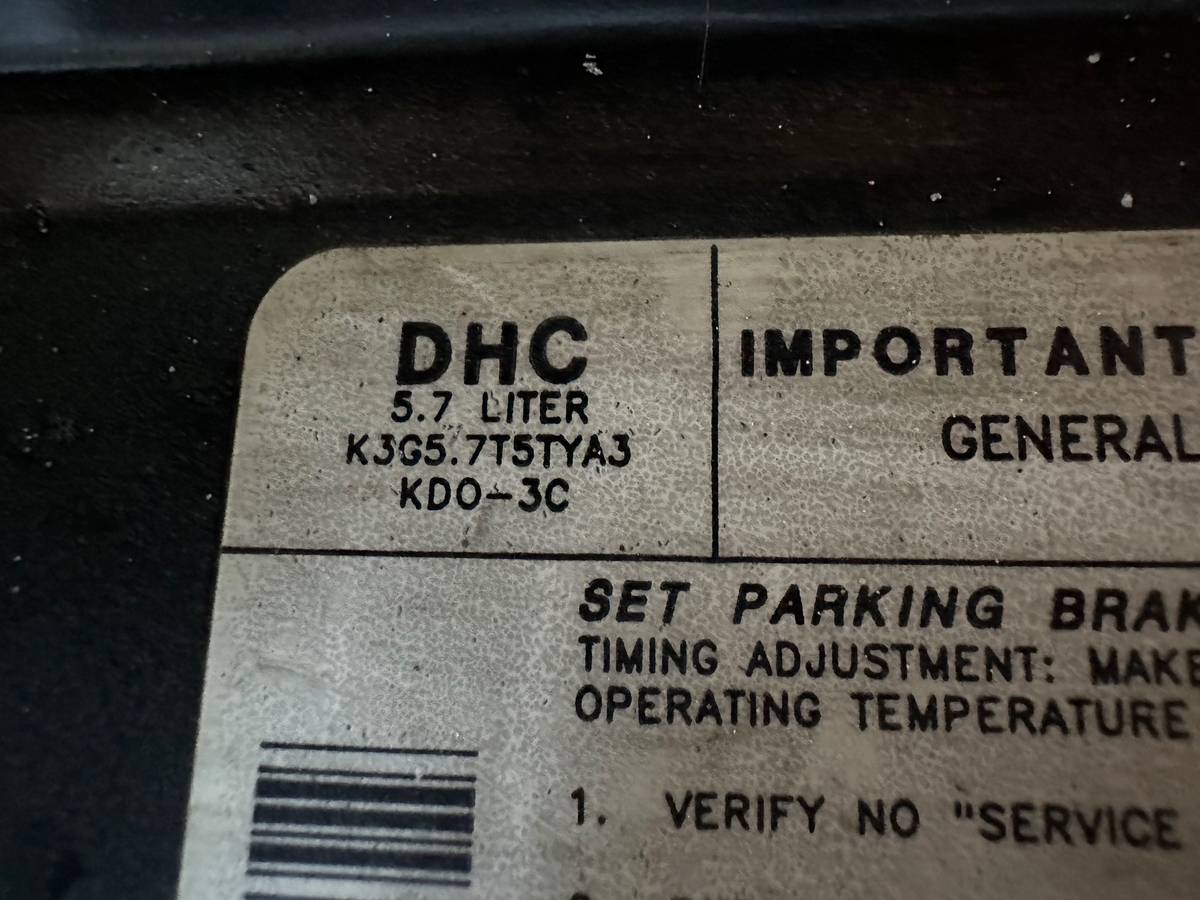 DHC
5.7 LITER
K3G5.7T5TYA3
KDO-3C
IMPORTANT
GENERAL
SET PARKING BRAK
TIMING ADJUSTMENT: MAKE
OPERATING TEMPERATURE
1. VERIFY NO "SERVICE